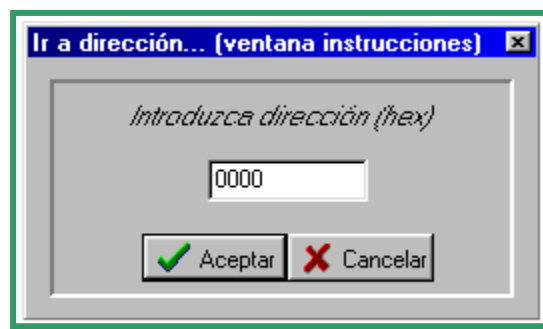 Ir a dirección... (ventana instrucciones)
Introduzca dirección (hex)
0000
Aceptar
Cancelar